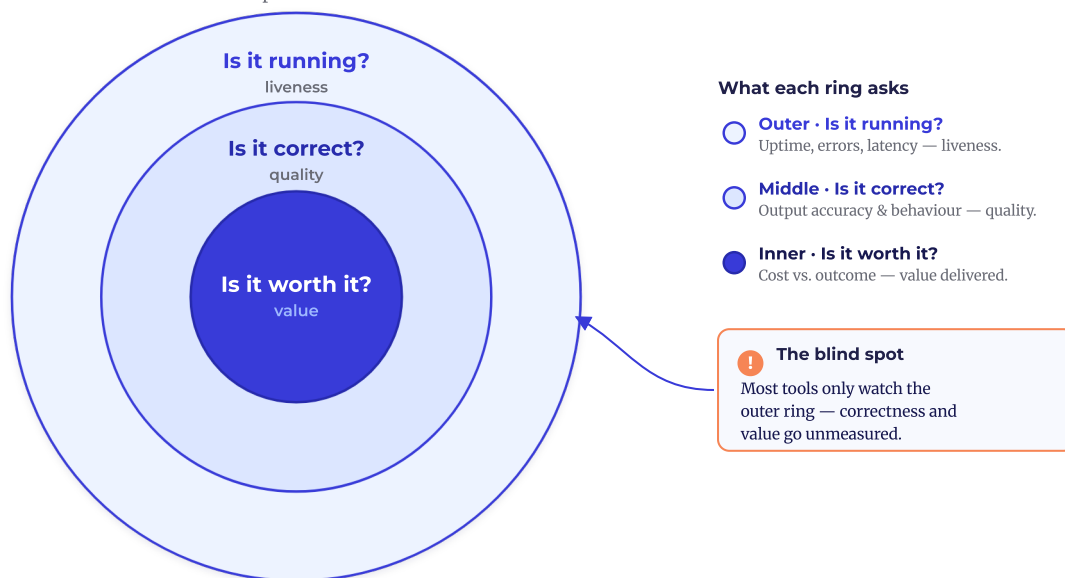 Is it running?
liveness
Is it correct?
quality
Is it worth it?
value
What each ring asks
Outer · Is it running?
Uptime, errors, latency — liveness.
Middle · Is it correct?
Output accuracy & behaviour — quality.
Inner · Is it worth it?
Cost vs. outcome — value delivered.
!
The blind spot
Most tools only watch the
outer ring — correctness and
value go unmeasured.